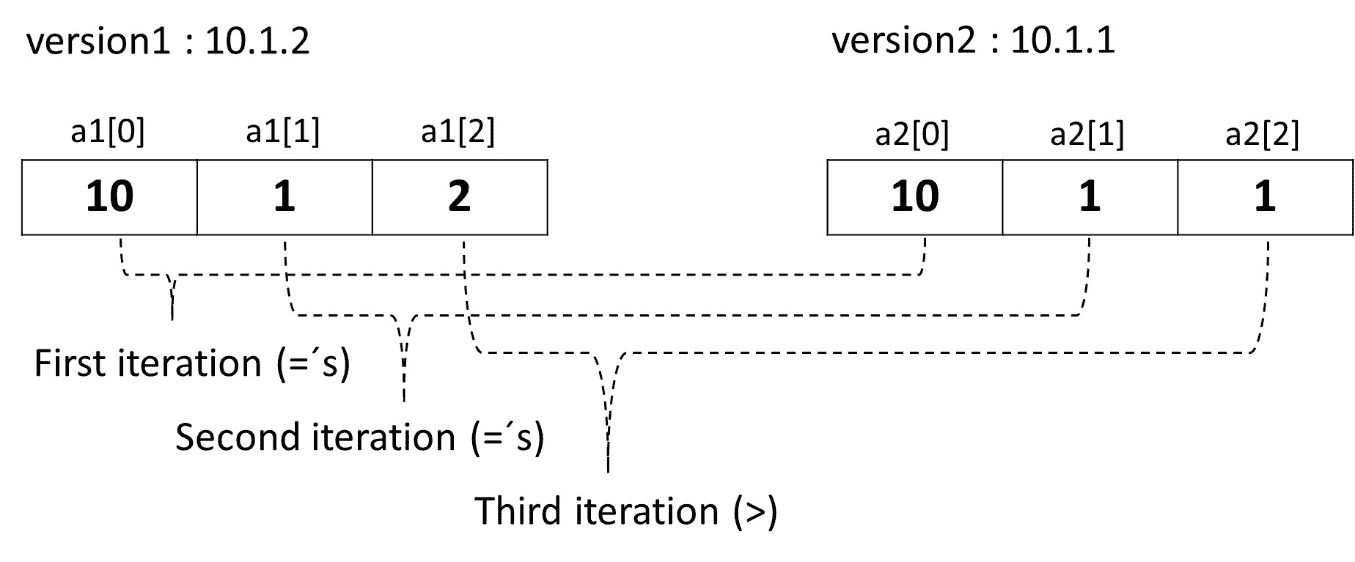 version1 : 10.1.2
version2 : 10.1.1
a1[0] a1[1] a1[2]
a2[0] a2[1] a2[2]
10 1 2
10 1 1
First iteration (=´s)
Second iteration (=´s)
Third iteration (>)